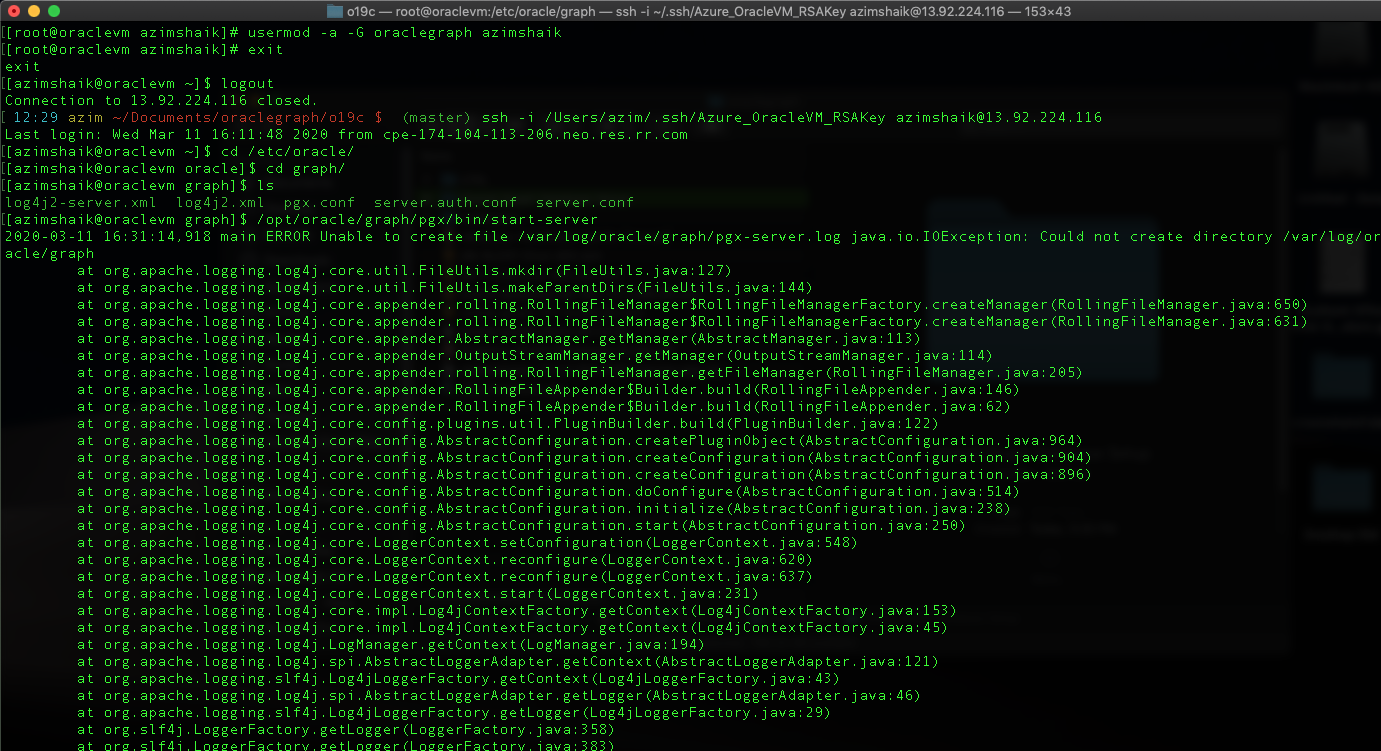 o19c — root@oraclevm:/etc/oracle/graph — ssh -i ~/.ssh/Azure_OracleVM_RSAKey azimshaik@13.92.224.116 — 153×43
[[root@oraclevm azimshaik]# usermod -a -G oraclegraph azimshaik
[[root@oraclevm azimshaik]# exit
exit
[[azimshaik@oraclevm ~]$ logout
Connection to 13.92.224.116 closed.
[ 12:29 azim ~/Documents/oraclegraph/o19c $  (master) ssh -i /Users/azim/.ssh/Azure_OracleVM_RSAKey azimshaik@13.92.224.116
Last login: Wed Mar 11 16:11:48 2020 from cpe-174-104-113-206.neo.res.rr.com
[[azimshaik@oraclevm ~]$ cd /etc/oracle/
[[azimshaik@oraclevm oracle]$ cd graph/
[[azimshaik@oraclevm graph]$ ls
log4j2-server.xml  log4j2.xml  pgx.conf  server.auth.conf  server.conf
[[azimshaik@oraclevm graph]$ /opt/oracle/graph/pgx/bin/start-server
2020-03-11 16:31:14,918 main ERROR Unable to create file /var/log/oracle/graph/pgx-server.log java.io.IOException: Could not create directory /var/log/or
acle/graph
at org.apache.logging.log4j.core.util.FileUtils.mkdir(FileUtils.java:127)
at org.apache.logging.log4j.core.util.FileUtils.makeParentDirs(FileUtils.java:144)
at org.apache.logging.log4j.core.appender.rolling.RollingFileManager$RollingFileManagerFactory.createManager(RollingFileManager.java:650)
at org.apache.logging.log4j.core.appender.rolling.RollingFileManager$RollingFileManagerFactory.createManager(RollingFileManager.java:631)
at org.apache.logging.log4j.core.appender.AbstractManager.getManager(AbstractManager.java:113)
at org.apache.logging.log4j.core.appender.OutputStreamManager.getManager(OutputStreamManager.java:114)
at org.apache.logging.log4j.core.appender.rolling.RollingFileManager.getFileManager(RollingFileManager.java:205)
at org.apache.logging.log4j.core.appender.RollingFileAppender$Builder.build(RollingFileAppender.java:146)
at org.apache.logging.log4j.core.appender.RollingFileAppender$Builder.build(RollingFileAppender.java:62)
at org.apache.logging.log4j.core.config.plugins.util.PluginBuilder.build(PluginBuilder.java:122)
at org.apache.logging.log4j.core.config.AbstractConfiguration.createPluginObject(AbstractConfiguration.java:964)
at org.apache.logging.log4j.core.config.AbstractConfiguration.createConfiguration(AbstractConfiguration.java:904)
at org.apache.logging.log4j.core.config.AbstractConfiguration.createConfiguration(AbstractConfiguration.java:896)
at org.apache.logging.log4j.core.config.AbstractConfiguration.doConfigure(AbstractConfiguration.java:514)
at org.apache.logging.log4j.core.config.AbstractConfiguration.initialize(AbstractConfiguration.java:238)
at org.apache.logging.log4j.core.config.AbstractConfiguration.start(AbstractConfiguration.java:250)
at org.apache.logging.log4j.core.LoggerContext.setConfiguration(LoggerContext.java:548)
at org.apache.logging.log4j.core.LoggerContext.reconfigure(LoggerContext.java:620)
at org.apache.logging.log4j.core.LoggerContext.reconfigure(LoggerContext.java:637)
at org.apache.logging.log4j.core.LoggerContext.start(LoggerContext.java:231)
at org.apache.logging.log4j.core.impl.Log4jContextFactory.getContext(Log4jContextFactory.java:153)
at org.apache.logging.log4j.core.impl.Log4jContextFactory.getContext(Log4jContextFactory.java:45)
at org.apache.logging.log4j.LogManager.getContext(LogManager.java:194)
at org.apache.logging.log4j.spi.AbstractLoggerAdapter.getContext(AbstractLoggerAdapter.java:121)
at org.apache.logging.slf4j.Log4jLoggerFactory.getContext(Log4jLoggerFactory.java:43)
at org.apache.logging.log4j.spi.AbstractLoggerAdapter.getLogger(AbstractLoggerAdapter.java:46)
at org.apache.logging.slf4j.Log4jLoggerFactory.getLogger(Log4jLoggerFactory.java:29)
at org.slf4j.LoggerFactory.getLogger(LoggerFactory.java:358)
at org.slf4j.LoggerFactory.getLogger(LoggerFactory.java:383)